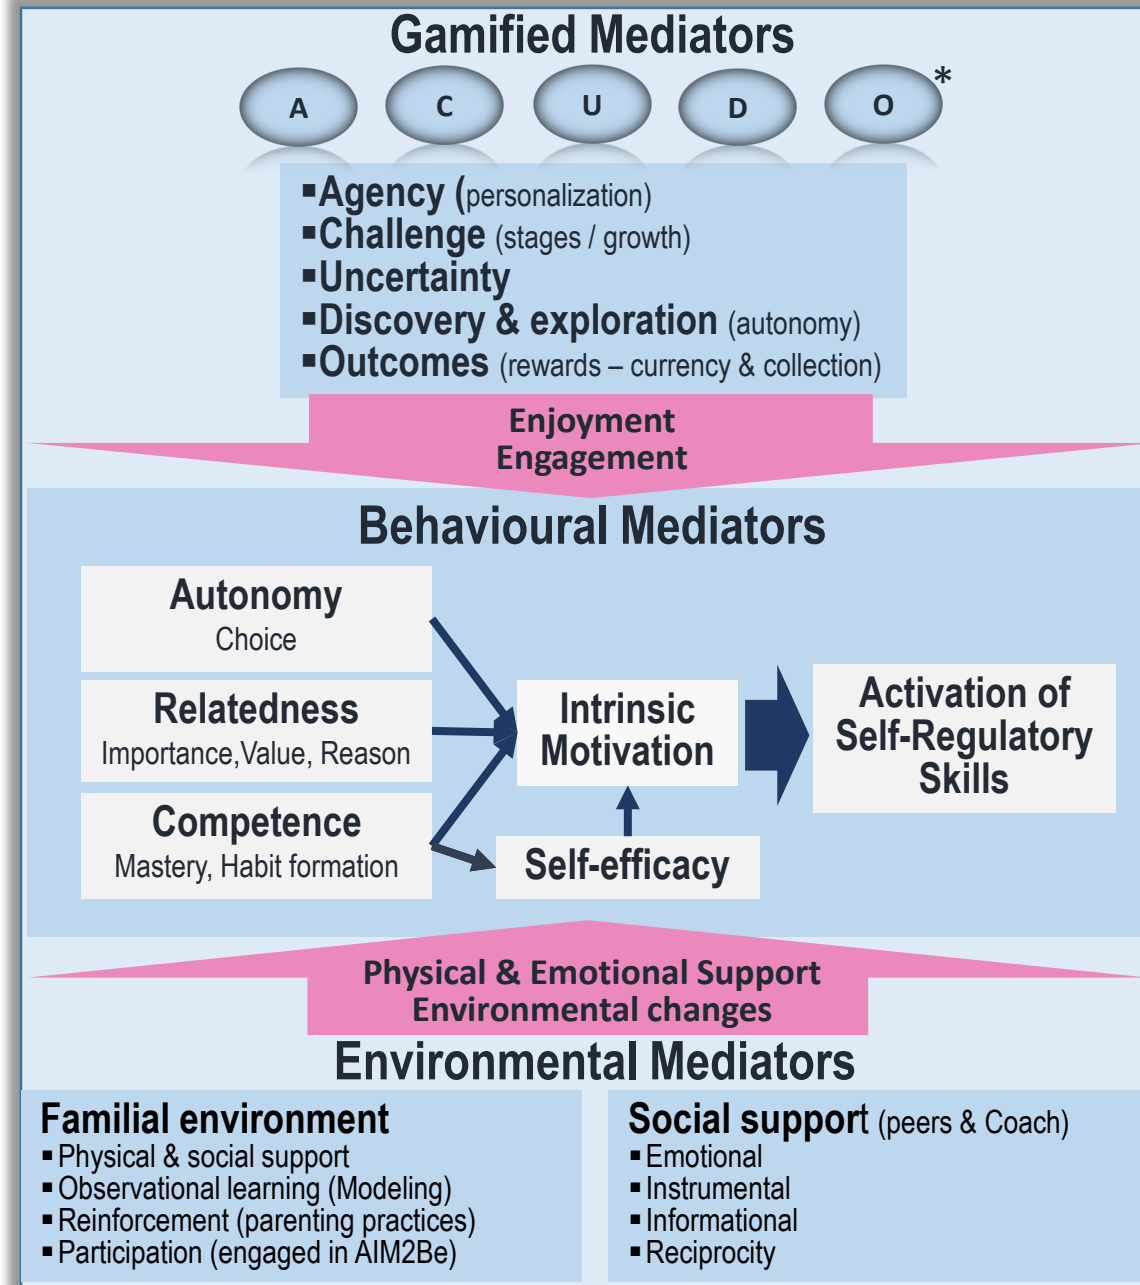 Gamified Mediators
A C U D O*
▪Agency (personalization)
▪Challenge (stages / growth)
▪Uncertainty
▪Discovery & exploration (autonomy)
▪Outcomes (rewards – currency & collection)
Enjoyment
Engagement
Behavioural Mediators
Autonomy
Choice
Relatedness
Importance,Value, Reason
Competence
Mastery, Habit formation
Intrinsic
Motivation
Self-efficacy
Activation of
Self-Regulatory
Skills
Physical & Emotional Support
Environmental changes
Environmental Mediators
Familial environment
▪Physical & social support
▪Observational learning (Modeling)
▪Reinforcement (parenting practices)
▪Participation (engaged in AIM2Be)
Social support (peers & Coach)
▪Emotional
▪Instrumental
▪Informational
▪Reciprocity